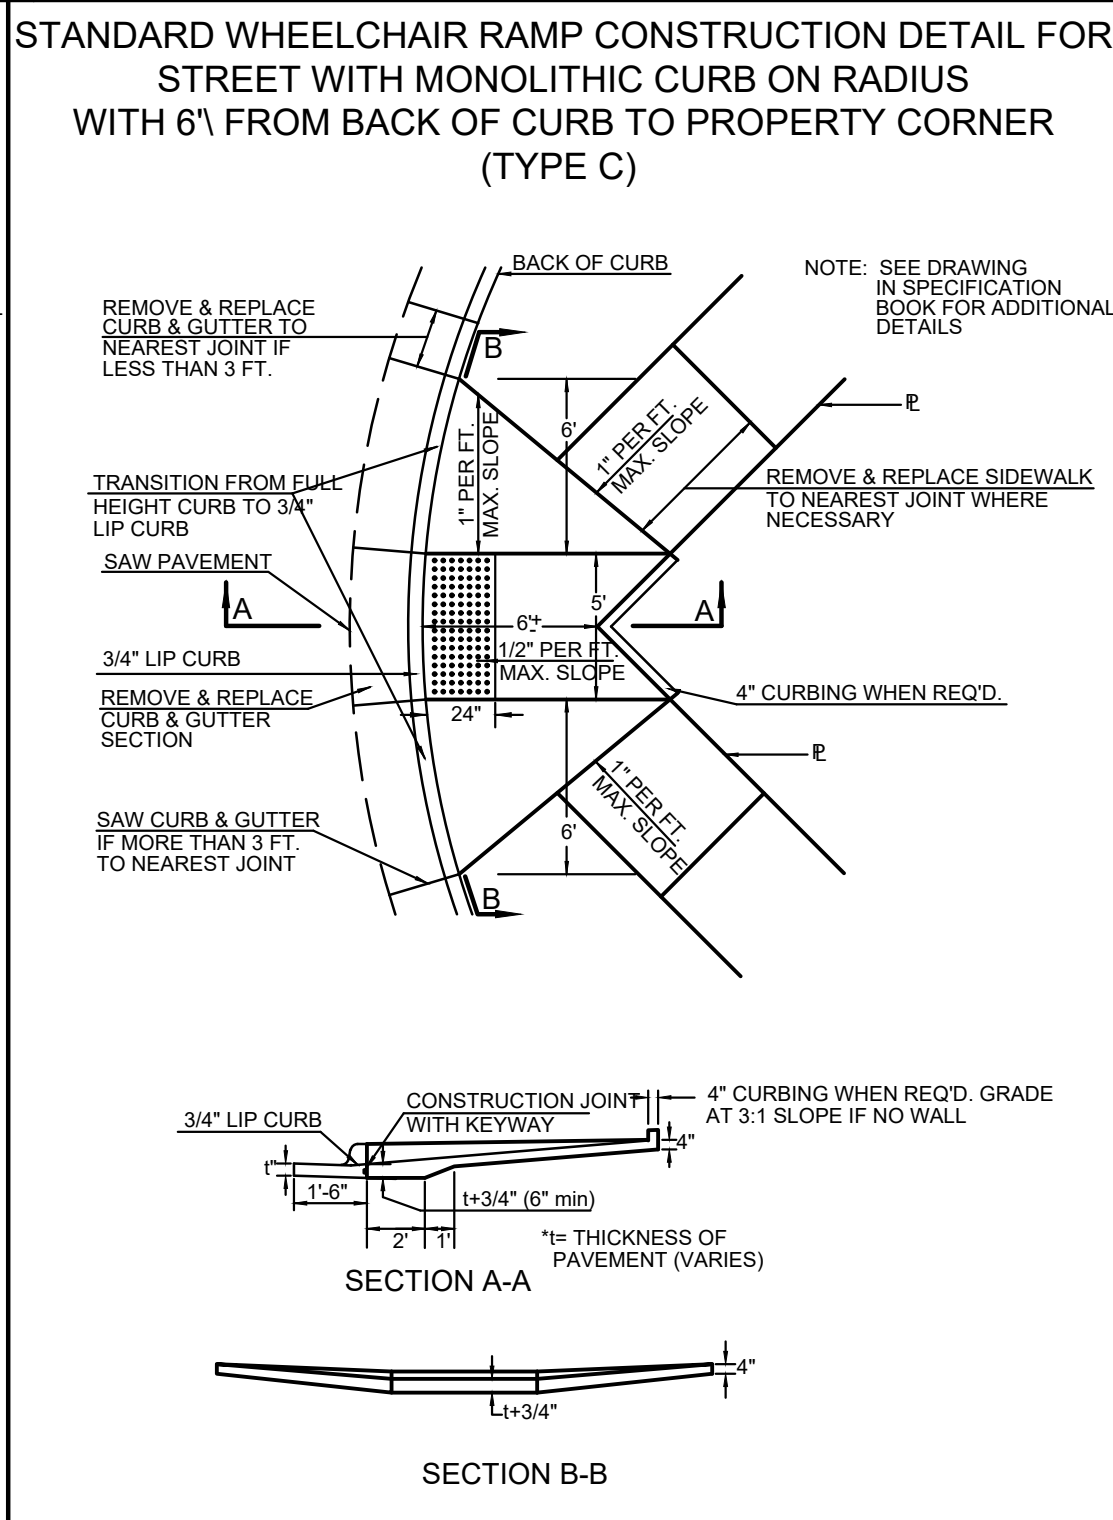 STANDARD WHEELCHAIR RAMP CONSTRUCTION DETAIL FOR
STREET WITH MONOLITHIC CURB ON RADIUS
WITH 6'\ FROM BACK OF CURB TO PROPERTY CORNER
(TYPE C)
BACK OF CURB
NOTE: SEE DRAWING
IN SPECIFICATION
BOOK FOR ADDITIONAL
DETAILS
REMOVE & REPLACE
CURB & GUTTER TO
NEAREST JOINT IF
LESS THAN 3 FT.
B
6'
1" PER FT.
MAX. SLOPE
1" PER FT.
MAX. SLOPE
PL
REMOVE & REPLACE SIDEWALK
TO NEAREST JOINT WHERE
NECESSARY
TRANSITION FROM FULL
HEIGHT CURB TO 3/4"
LIP CURB
SAW PAVEMENT
A
5'
A
6'±
1/2" PER FT.
MAX. SLOPE
3/4" LIP CURB
REMOVE & REPLACE
CURB & GUTTER
SECTION
24"
4" CURBING WHEN REQ'D.
PL
1" PER FT.
MAX. SLOPE
6'
SAW CURB & GUTTER
IF MORE THAN 3 FT.
TO NEAREST JOINT
B
3/4" LIP CURB
CONSTRUCTION JOINT
WITH KEYWAY
4" CURBING WHEN REQ'D. GRADE
AT 3:1 SLOPE IF NO WALL
4"
t"
1'-6"
t+3/4" (6" min)
2'
1'
*t= THICKNESS OF
PAVEMENT (VARIES)
SECTION A-A
4"
t+3/4"
SECTION B-B